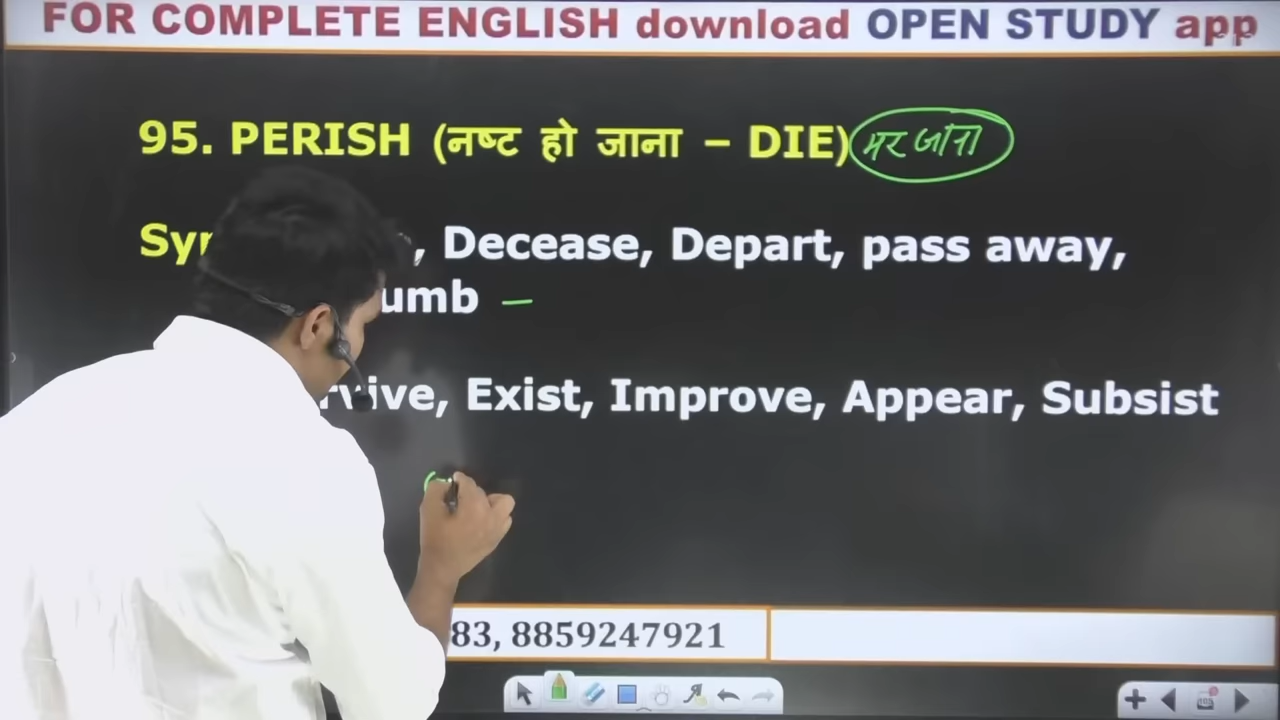 FOR COMPLETE ENGLISH download OPEN STUDY app
95. PERISH (नष्ट हो जाना – DIE) मर जाना
Syn , Decease, Depart, pass away,
umb –
rvive, Exist, Improve, Appear, Subsist
83, 8859247921